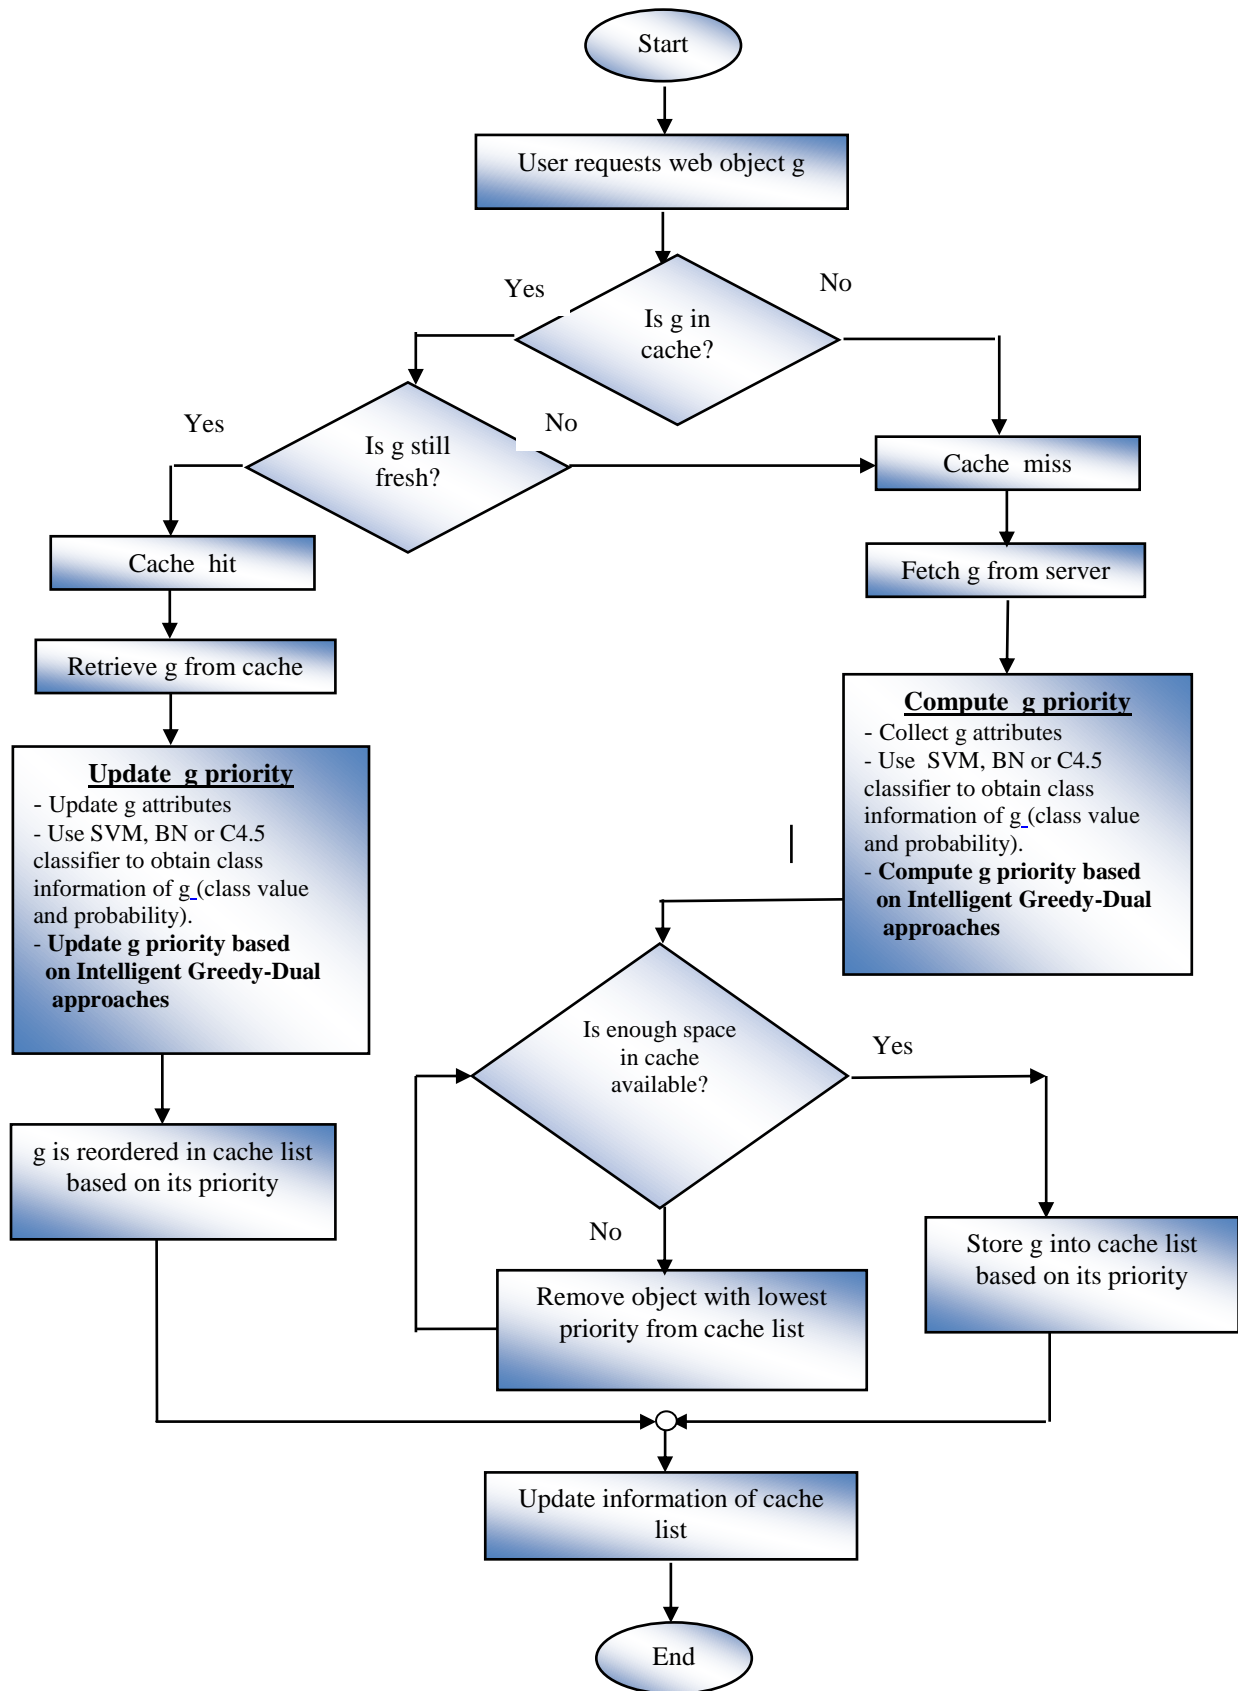 Start
User requests web object g
Yes
No
Is g in
cache?
Yes
No
Is g still
fresh?
Cache miss
Cache hit
Fetch g from server
Retrieve g from cache
Compute g priority
- Collect g attributes
- Use SVM, BN or C4.5
classifier to obtain class
information of g (class value
and probability).
- Compute g priority based
on Intelligent Greedy-Dual
approaches
Update g priority
- Update g attributes
- Use SVM, BN or C4.5
classifier to obtain class
information of g (class value
and probability).
- Update g priority based
on Intelligent Greedy-Dual
approaches
Is enough space
in cache
available?
Yes
g is reordered in cache list
based on its priority
No
Store g into cache list
based on its priority
Remove object with lowest
priority from cache list
Update information of cache
list
End